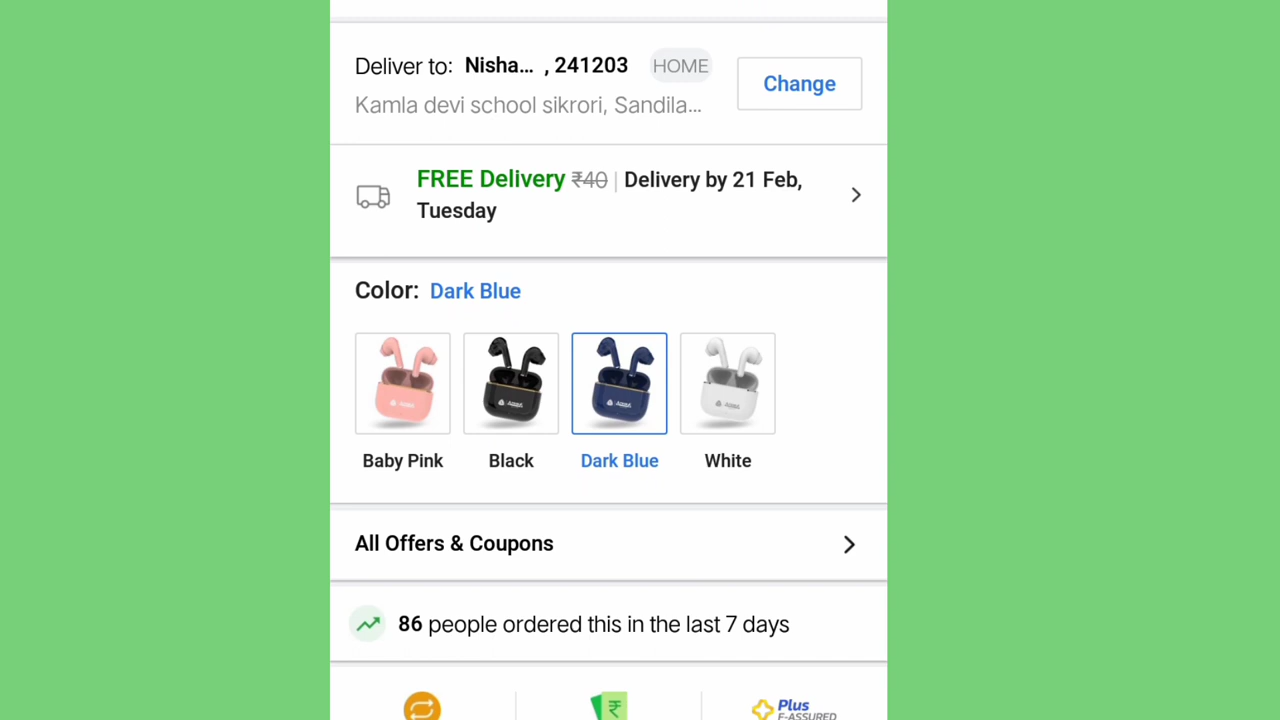 Deliver to: Nisha... , 241203 HOME
Change
Kamla devi school sikrori, Sandila...
FREE Delivery ₹40 | Delivery by 21 Feb,
Tuesday
Color: Dark Blue
Baby Pink Black Dark Blue White
All Offers & Coupons
86 people ordered this in the last 7 days
₹
Plus
F-ASSURED